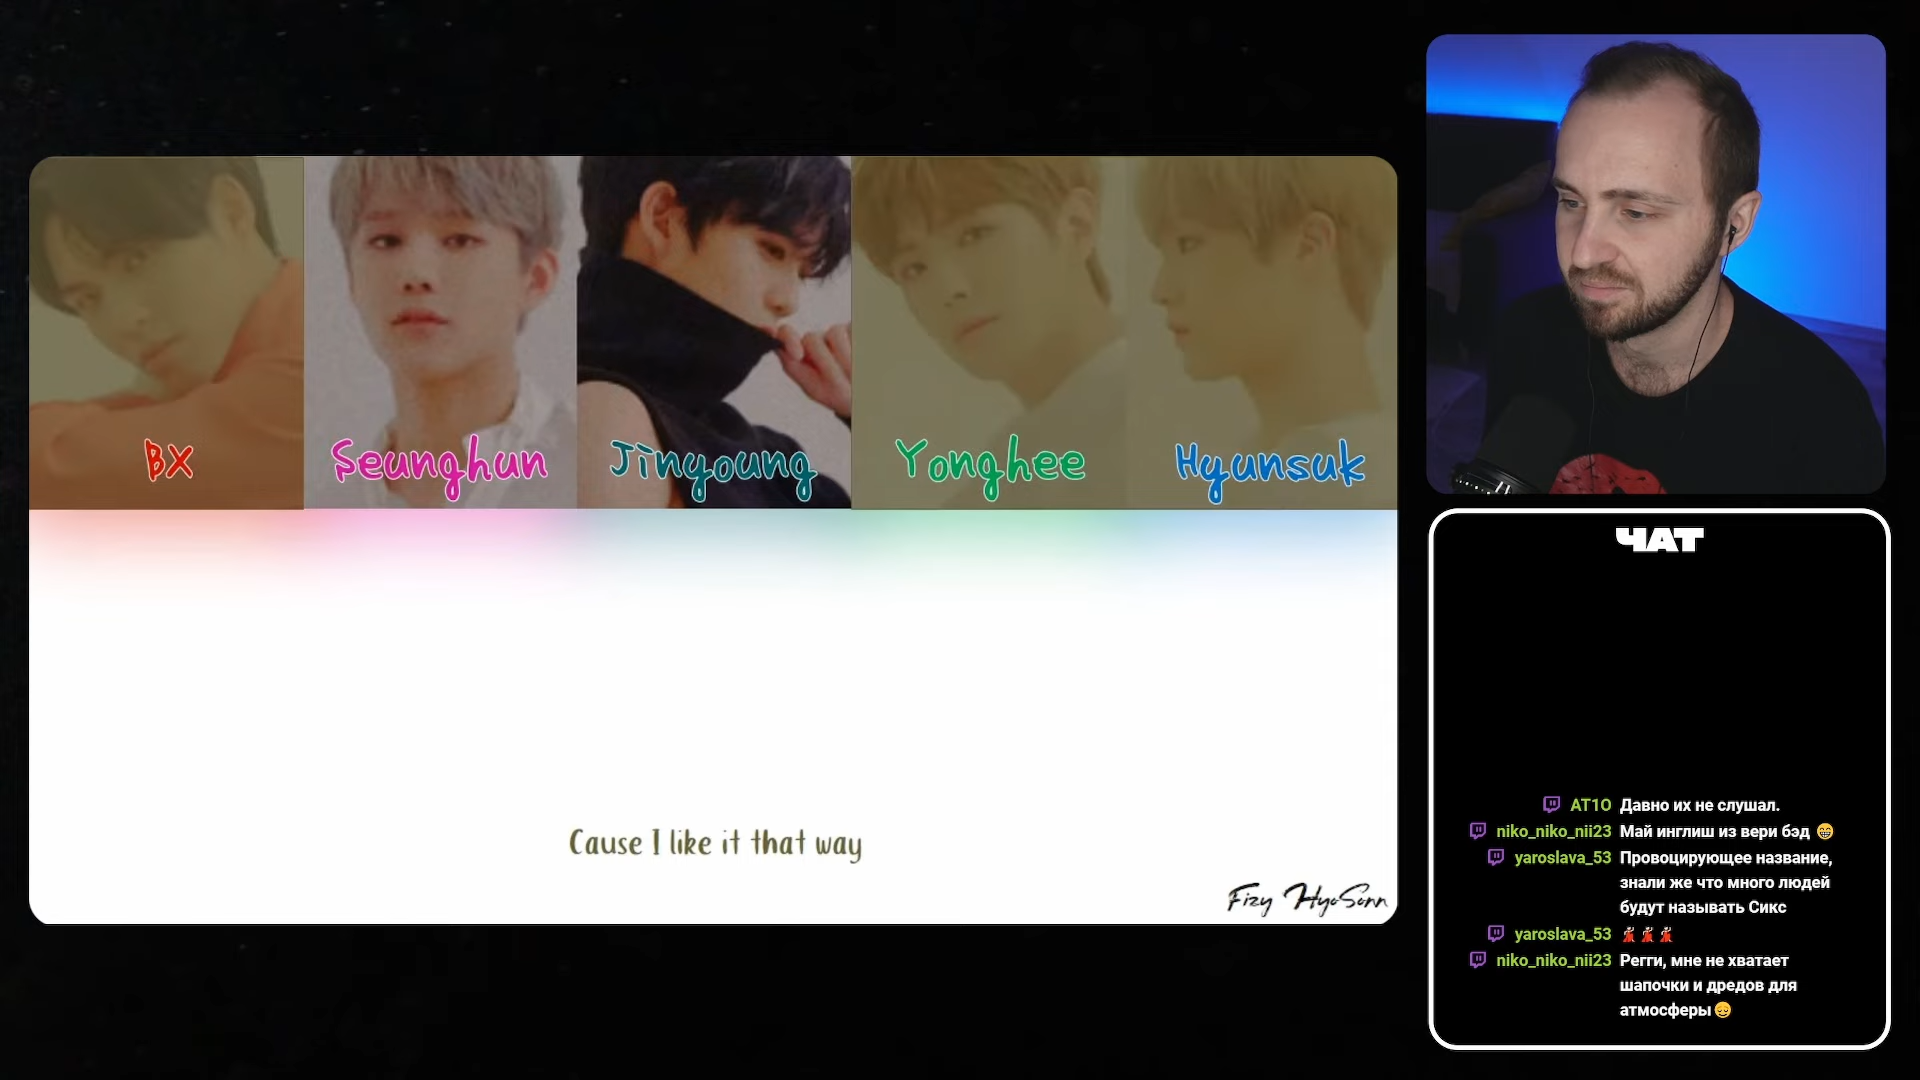 BX
Seunghun
Jinyoung
Yonghee
Hyunsuk
Cause I like it that way
Fizy HyoSonn
ЧАТ
AT1O Давно их не слушал.
niko_niko_nii23 Май инглиш из вери бэд 😁
yaroslava_53 Провоцирующее название,
знали же что много людей
будут называть Сикс
yaroslava_53 💃💃💃
niko_niko_nii23 Регги, мне не хватает
шапочки и дредов для
атмосферы😌